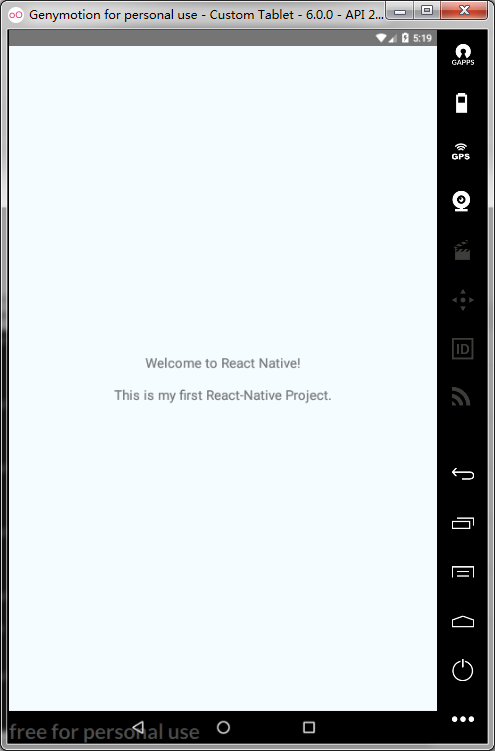 Genymotion for personal use - Custom Tablet - 6.0.0 - API 2...
5:19
GAPPS
GPS
ID
Welcome to React Native!
This is my first React-Native Project.
free for personal use